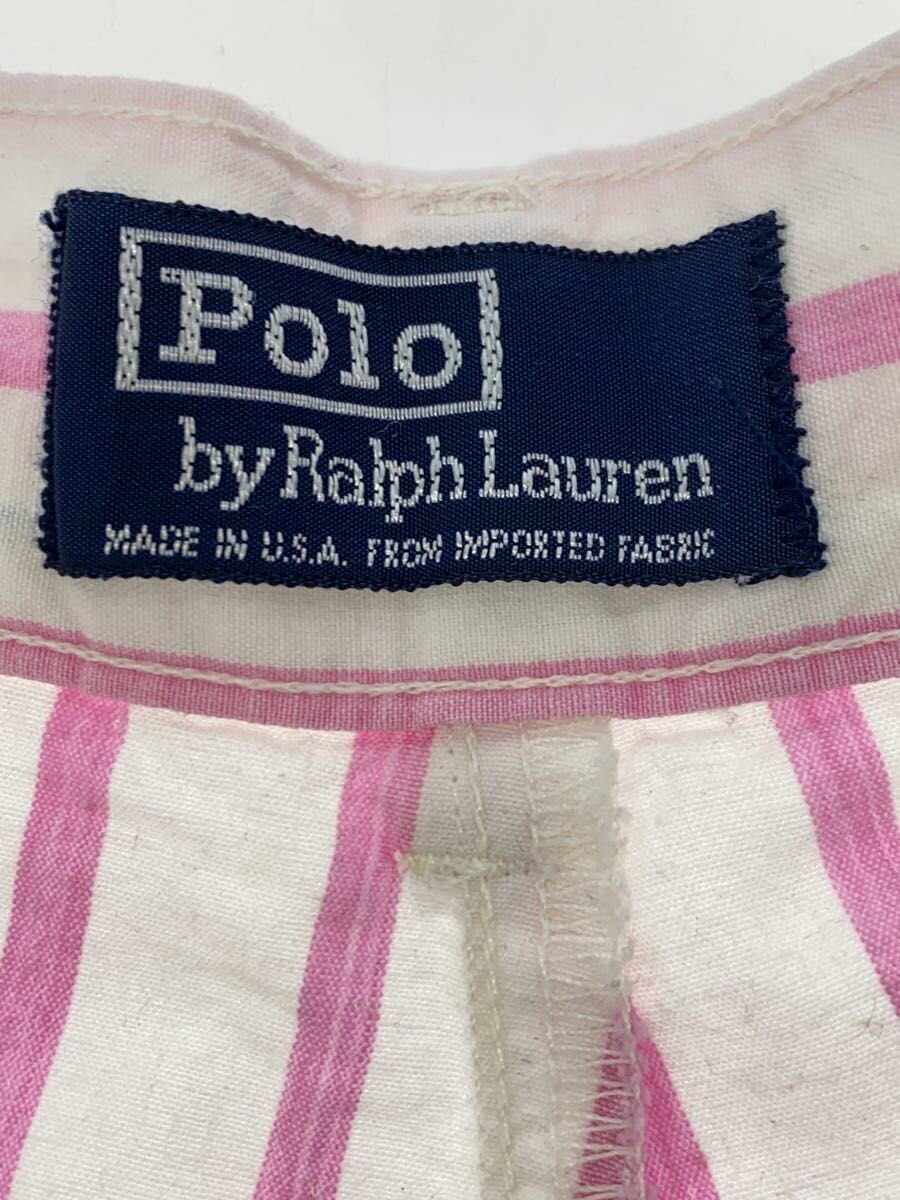 Polo
by Ralph Lauren
MADE IN U.S.A. FROM IMPORTED FABRIC